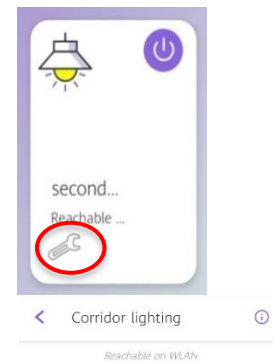 second...
Reachable ...
Corridor lighting
Reachable on WLAN